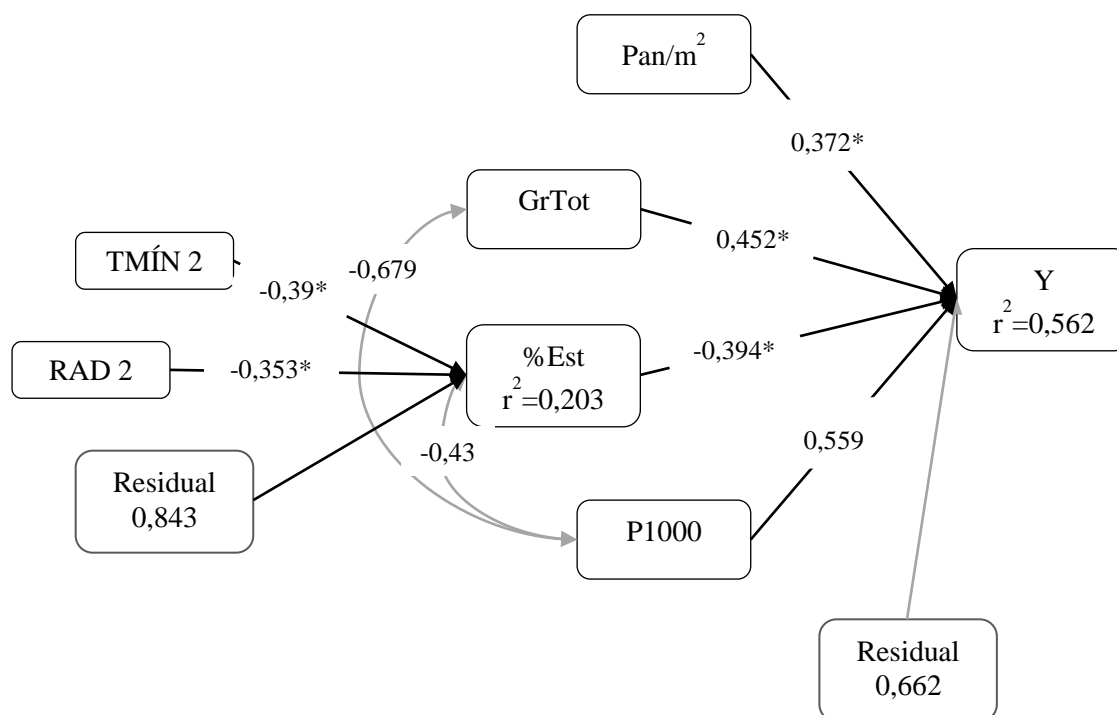 Pan/m²
0,372*
GrTot
0,452*
TMÍN 2
-0,679
-0,39*
Y
r²=0,562
RAD 2
-0,353*
%Est
r²=0,203
-0,394*
-0,43
0,559
Residual
0,843
P1000
Residual
0,662